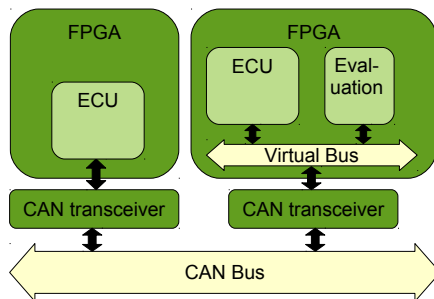 FPGA
ECU
CAN transceiver
FPGA
ECU
Eval-
uation
Virtual Bus
CAN transceiver
CAN Bus